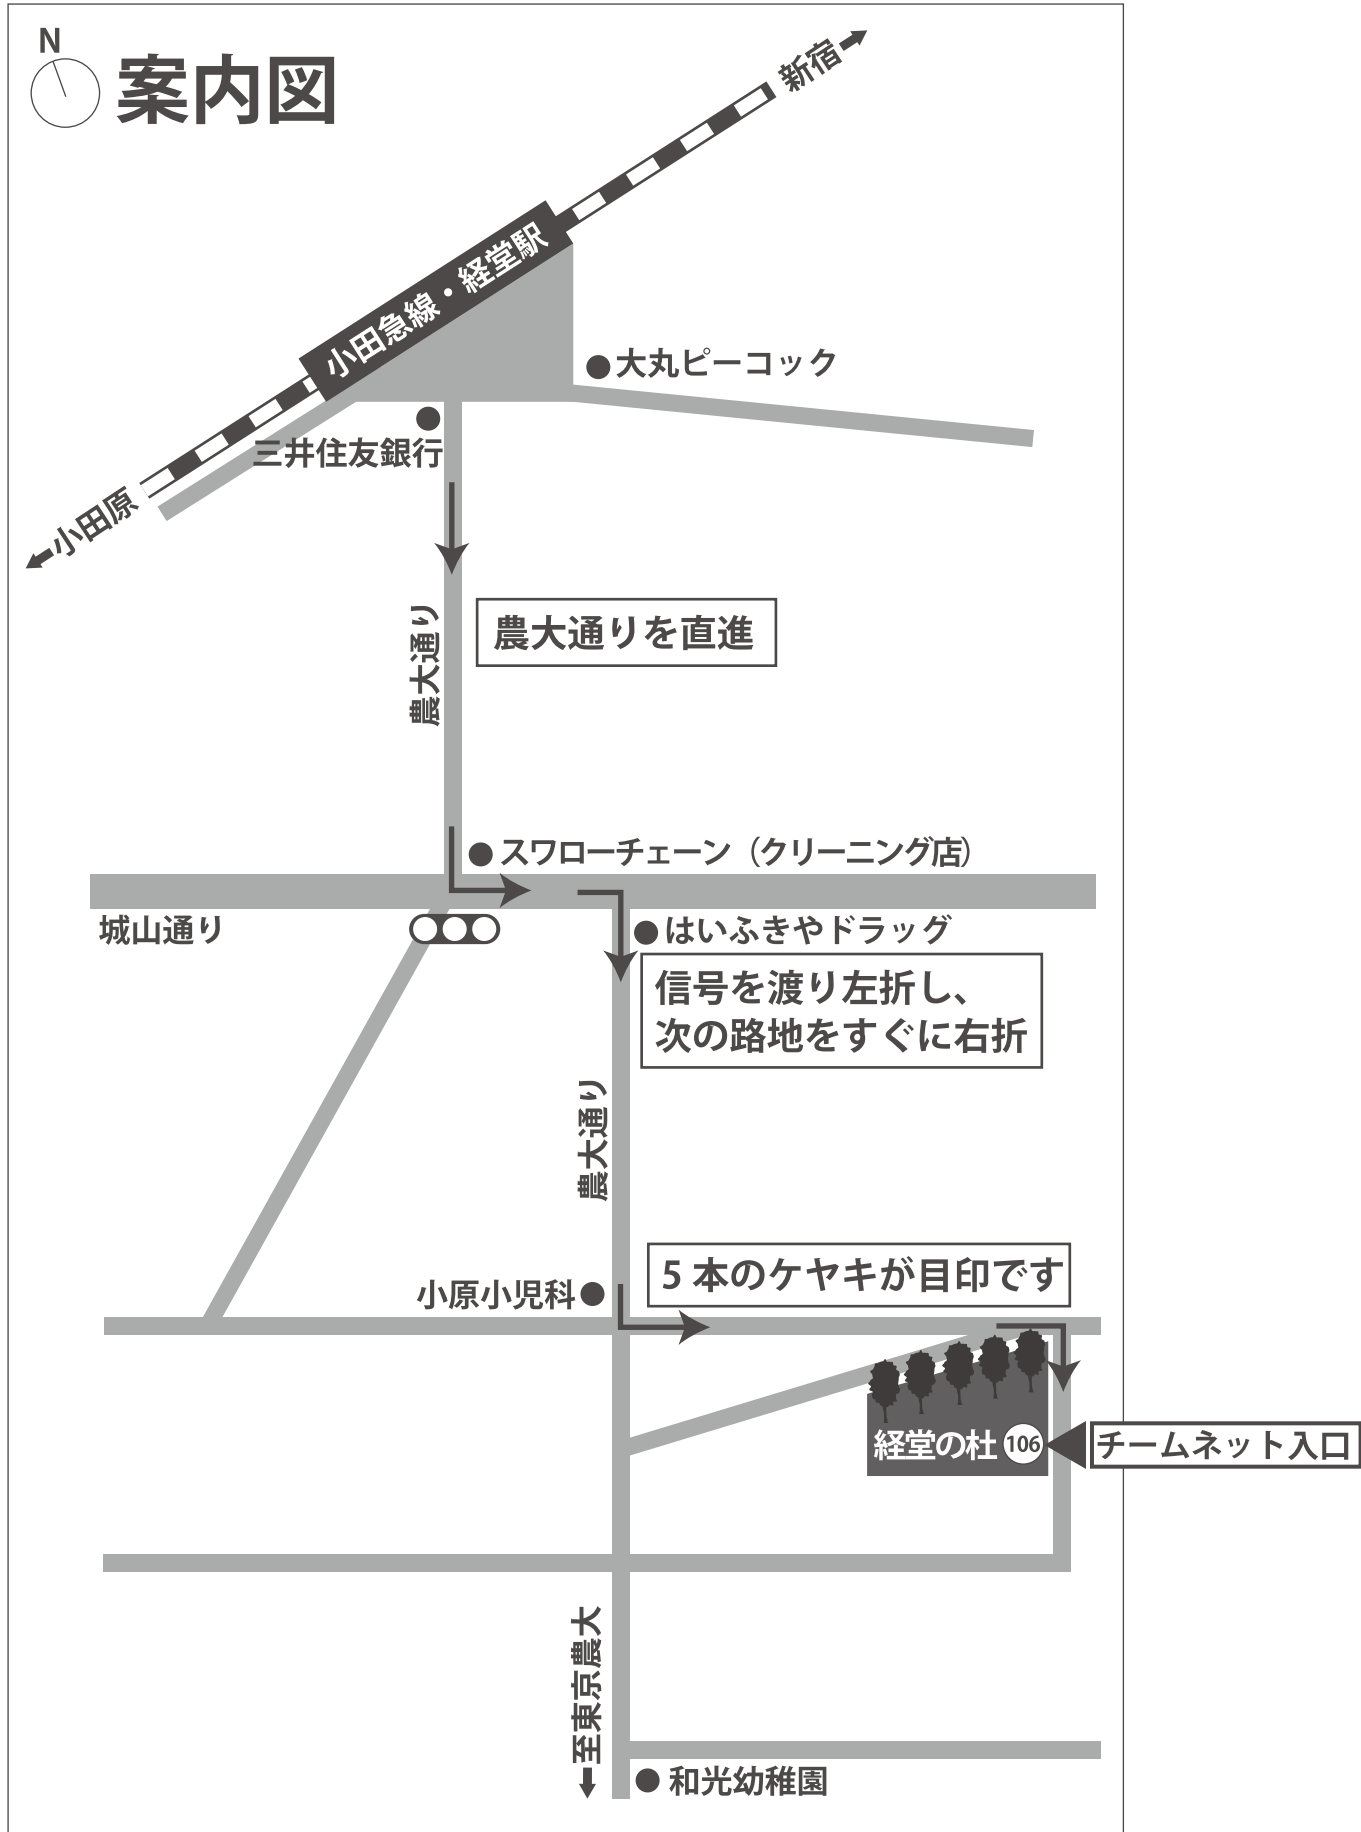 N
案内図
新宿
小田急線・経堂駅
大丸ピーコック
三井住友銀行
小田原
農大通りを直進
農大通り
スワローチェーン（クリーニング店）
城山通り
はいふきやドラッグ
信号を渡り左折し、
次の路地をすぐに右折
農大通り
5 本のケヤキが目印です
小原小児科
経堂の杜 106
チームネット入口
至東京農大
和光幼稚園